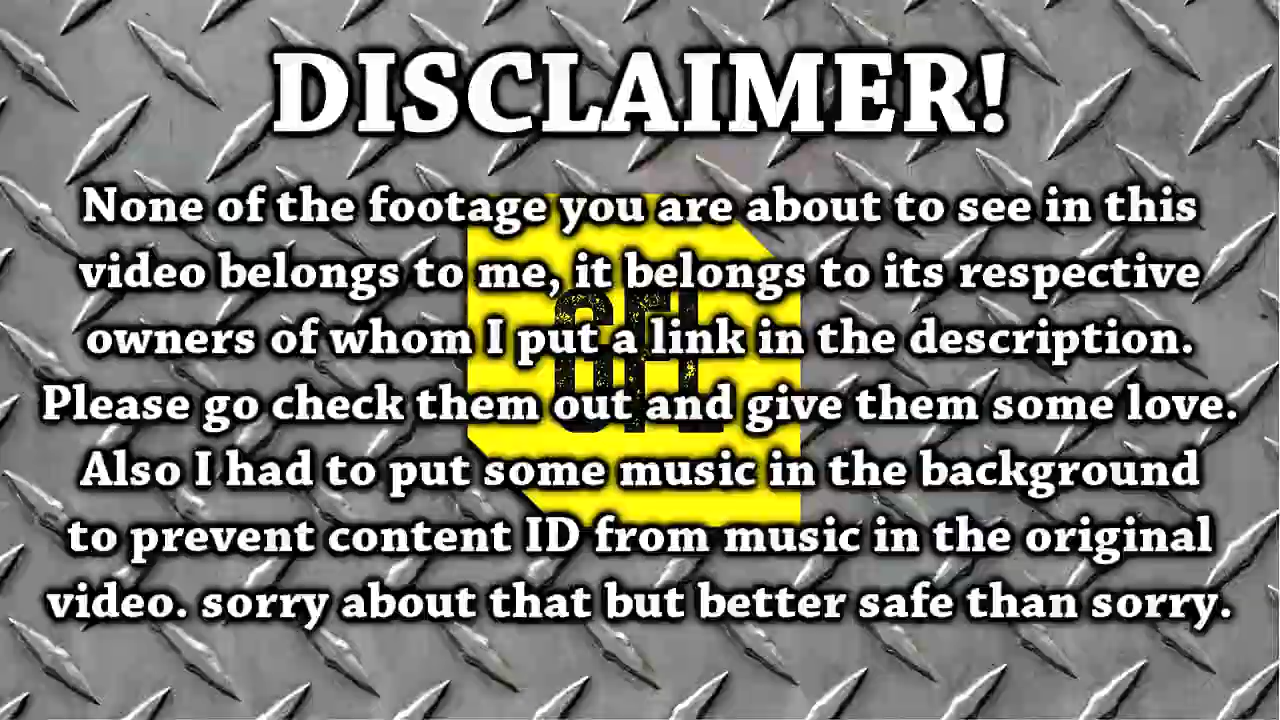 DISCLAIMER!
None of the footage you are about to see in this
video belongs to me, it belongs to its respective
owners of whom I put a link in the description.
Please go check them out and give them some love.
Also I had to put some music in the background
to prevent content ID from music in the original
video. sorry about that but better safe than sorry.